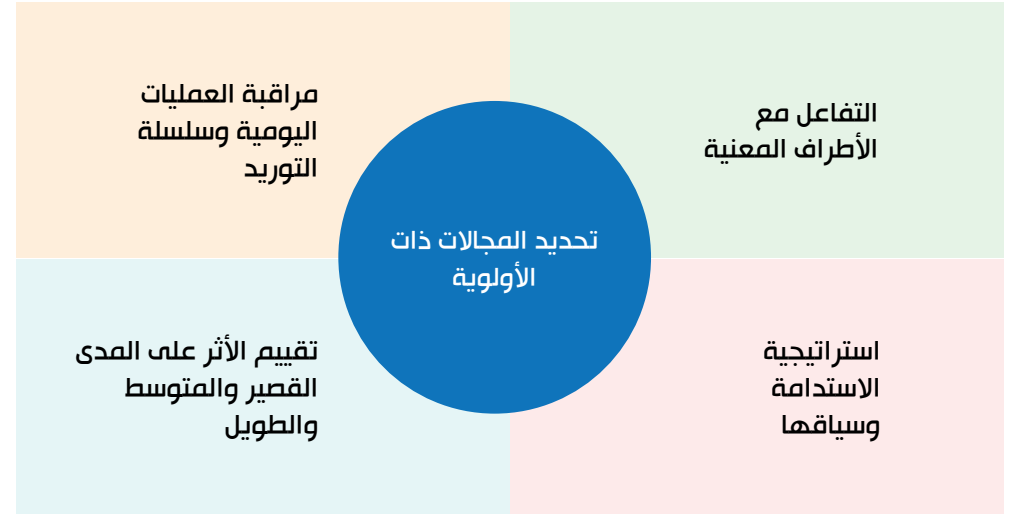 التفاعل مع
الأطراف المعنية
مراقبة العمليات
اليومية وسلسلة
التوريد
تحديد المجالات ذات
الأولوية
استراتيجية
الاستدامة
وسياقها
تقييم الأثر على المدى
القصير والمتوسط
والطويل